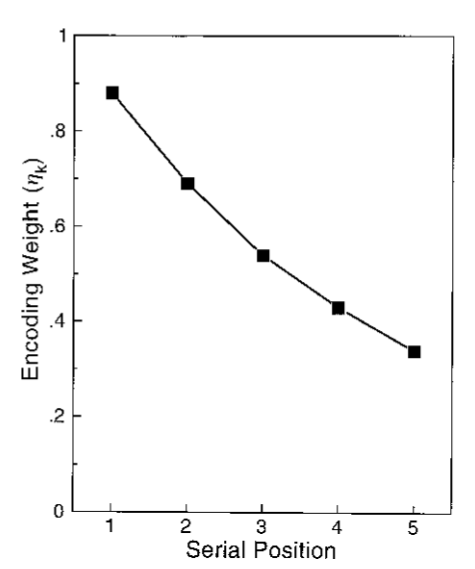 1
.8
.6
.4
.2
0
Encoding Weight (ηk)
1 2 3 4 5
Serial Position